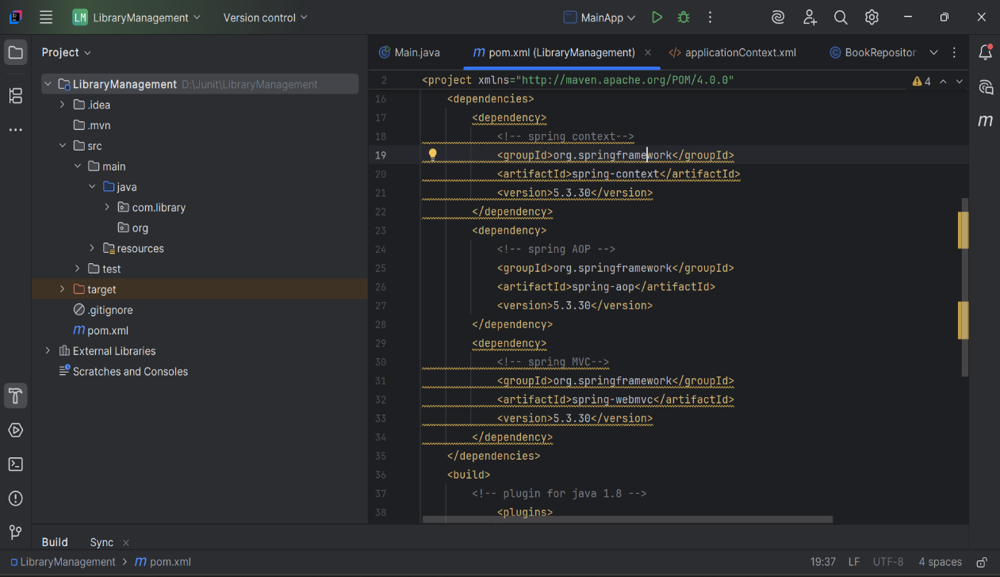 LM LibraryManagement Version control MainApp
Project
Main.java pom.xml (LibraryManagement) applicationContext.xml BookRepositor
LibraryManagement D:\Junit\LibraryManagement
.idea
.mvn
src
main
java
com.library
org
resources
test
target
.gitignore
pom.xml
External Libraries
Scratches and Consoles
2 <project xmlns="http://maven.apache.org/POM/4.0.0" 4
16 <dependencies>
17 <dependency>
18 <!-- spring context-->
19 <groupId>org.springframework</groupId>
20 <artifactId>spring-context</artifactId>
21 <version>5.3.30</version>
22 </dependency>
23 <dependency>
24 <!-- spring AOP -->
25 <groupId>org.springframework</groupId>
26 <artifactId>spring-aop</artifactId>
27 <version>5.3.30</version>
28 </dependency>
29 <dependency>
30 <!-- spring MVC-->
31 <groupId>org.springframework</groupId>
32 <artifactId>spring-webmvc</artifactId>
33 <version>5.3.30</version>
34 </dependency>
35 </dependencies>
36 <build>
37 <!-- plugin for java 1.8 -->
38 <plugins>
Build Sync
LibraryManagement > pom.xml 19:37 LF UTF-8 4 spaces